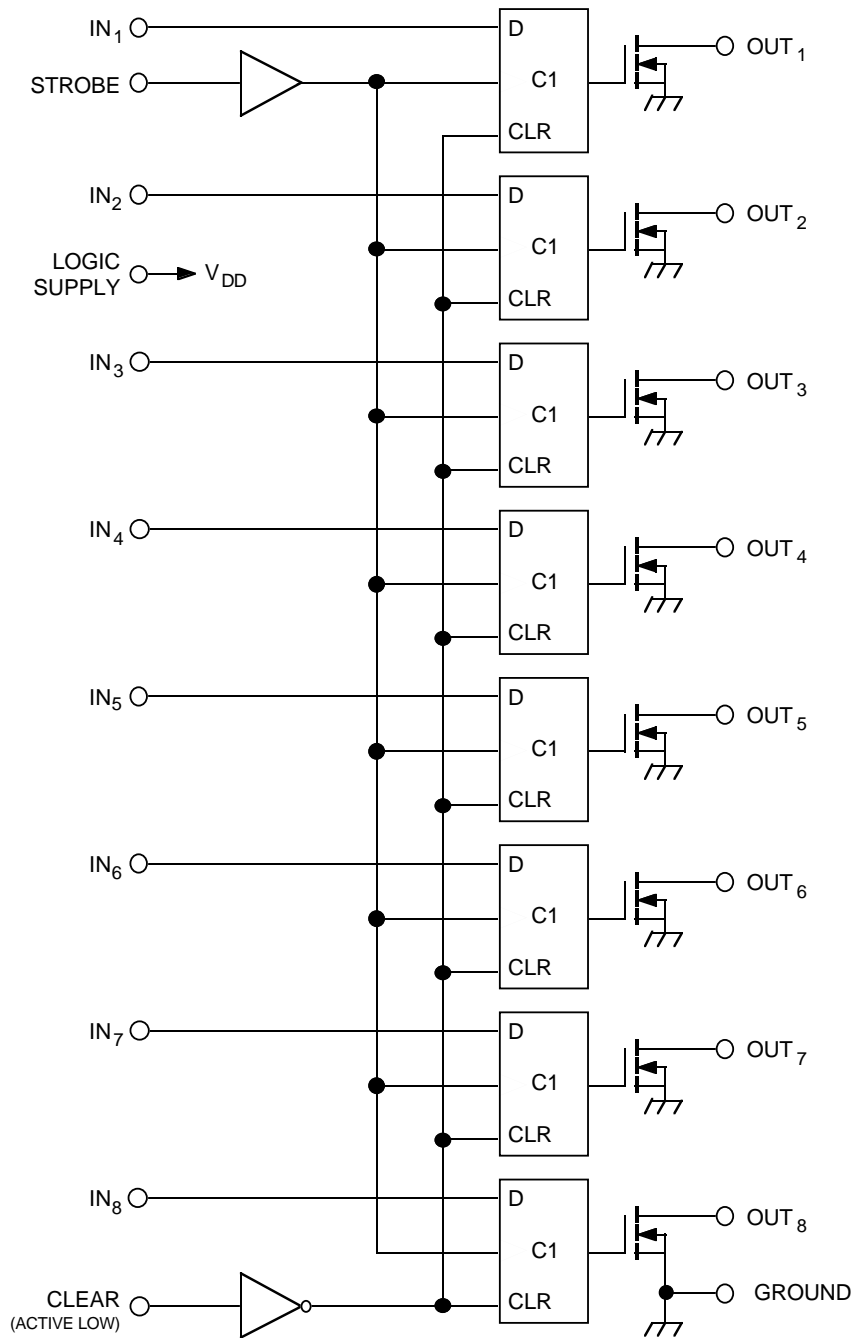 IN1
D
OUT1
STROBE
C1
CLR
IN2
D
OUT2
C1
LOGIC
SUPPLY
VDD
CLR
IN3
D
OUT3
C1
CLR
IN4
D
OUT4
C1
CLR
IN5
D
OUT5
C1
CLR
IN6
D
OUT6
C1
CLR
IN7
D
OUT7
C1
CLR
IN8
D
OUT8
C1
CLEAR
(ACTIVE LOW)
CLR
GROUND